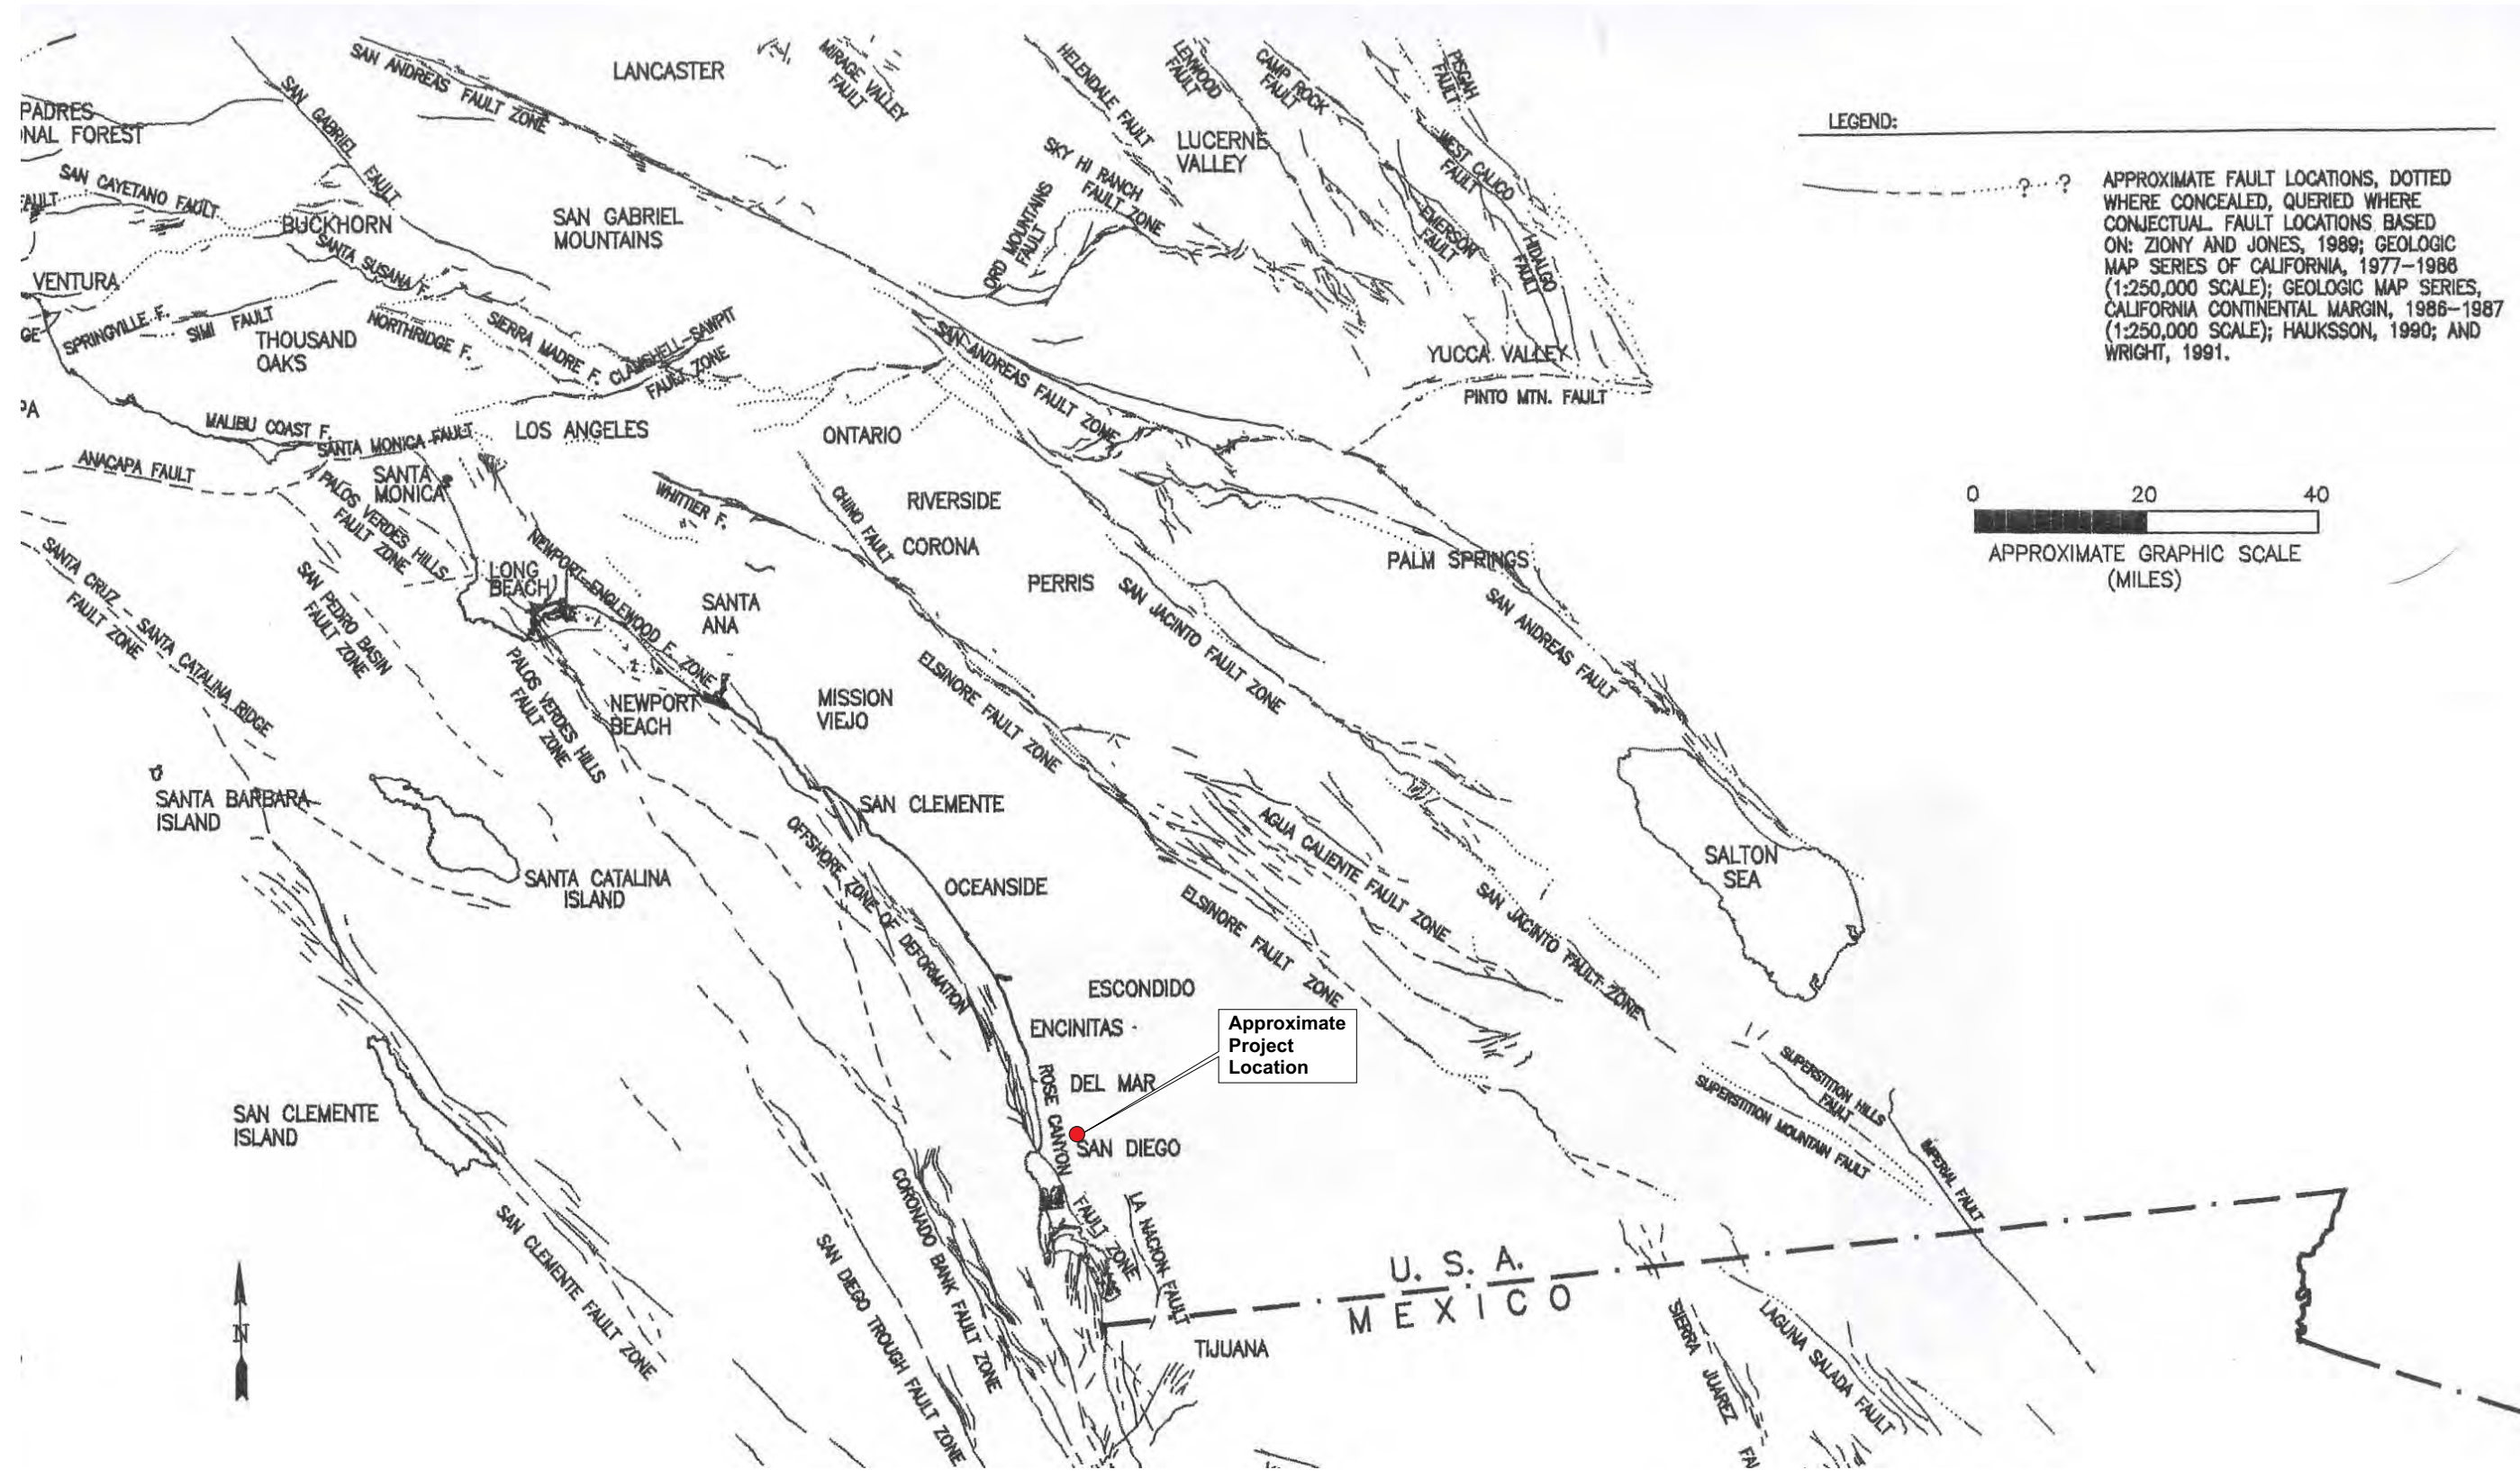 SAN ANDREAS FAULT ZONE
LANCASTER
MIRAGE VALLEY
FAULT
HELENDALE FAULT
LENWOOD
FAULT
CAMP ROCK
FAULT
PISGAH
FAULT
PADRES
NAL FOREST
SAN GABRIEL FAULT
LUCERNE
VALLEY
WEST CALICO
FAULT
SKY HI RANCH
FAULT ZONE
SAN CAYETANO FAULT
FAULT
BUCKHORN
SAN GABRIEL
MOUNTAINS
ORD MOUNTAINS
FAULT
EMERSON
FAULT
HIDALGO
FAULT
SANTA SUSANA F.
VENTURA
SPRINGVILLE F.
SIMI FAULT
THOUSAND
OAKS
NORTHRIDGE F.
SIERRA MADRE F.
CLAMSHELL-SAWPIT
FAULT ZONE
SAN ANDREAS FAULT ZONE
YUCCA VALLEY
PINTO MTN. FAULT
GE
PA
MALIBU COAST F.
SANTA MONICA FAULT
LOS ANGELES
ONTARIO
ANACAPA FAULT
SANTA
MONICA
PALOS VERDES HILLS
FAULT ZONE
WHITTIER F.
CHINO FAULT
RIVERSIDE
CORONA
PERRIS
PALM SPRINGS
SANTA CRUZ - SANTA CATALINA RIDGE
FAULT ZONE
SAN PEDRO BASIN
FAULT ZONE
LONG
BEACH
NEWPORT-ENGLEWOOD F. ZONE
SANTA
ANA
SAN JACINTO FAULT ZONE
SAN ANDREAS FAULT
PALOS VERDES HILLS
FAULT ZONE
NEWPORT
BEACH
MISSION
VIEJO
ELSINORE FAULT ZONE
SANTA BARBARA
ISLAND
SANTA CATALINA
ISLAND
SAN CLEMENTE
OFFSHORE ZONE OF DEFORMATION
OCEANSIDE
AGUA CALIENTE FAULT ZONE
SAN JACINTO FAULT ZONE
ELSINORE FAULT ZONE
SALTON
SEA
ESCONDIDO
ENCINITAS
Approximate
Project
Location
DEL MAR
ROSE CANYON FAULT ZONE
SAN DIEGO
LA NACION FAULT
SAN CLEMENTE
ISLAND
SAN CLEMENTE FAULT ZONE
SAN DIEGO TROUGH FAULT ZONE
CORONADO BANK FAULT ZONE
SUPERSTITION HILLS
FAULT
SUPERSTITION MOUNTAIN FAULT
IMPERIAL FAULT
U. S. A.
MEXICO
TIJUANA
SIERRA JUAREZ FA
LAGUNA SALADA FAULT
N
LEGEND:
? ?
APPROXIMATE FAULT LOCATIONS, DOTTED
WHERE CONCEALED, QUERIED WHERE
CONJECTUAL. FAULT LOCATIONS BASED
ON: ZIONY AND JONES, 1989; GEOLOGIC
MAP SERIES OF CALIFORNIA, 1977-1986
(1:250,000 SCALE); GEOLOGIC MAP SERIES,
CALIFORNIA CONTINENTAL MARGIN, 1986-1987
(1:250,000 SCALE); HAUKSSON, 1990; AND
WRIGHT, 1991.
0 20 40
APPROXIMATE GRAPHIC SCALE
(MILES)